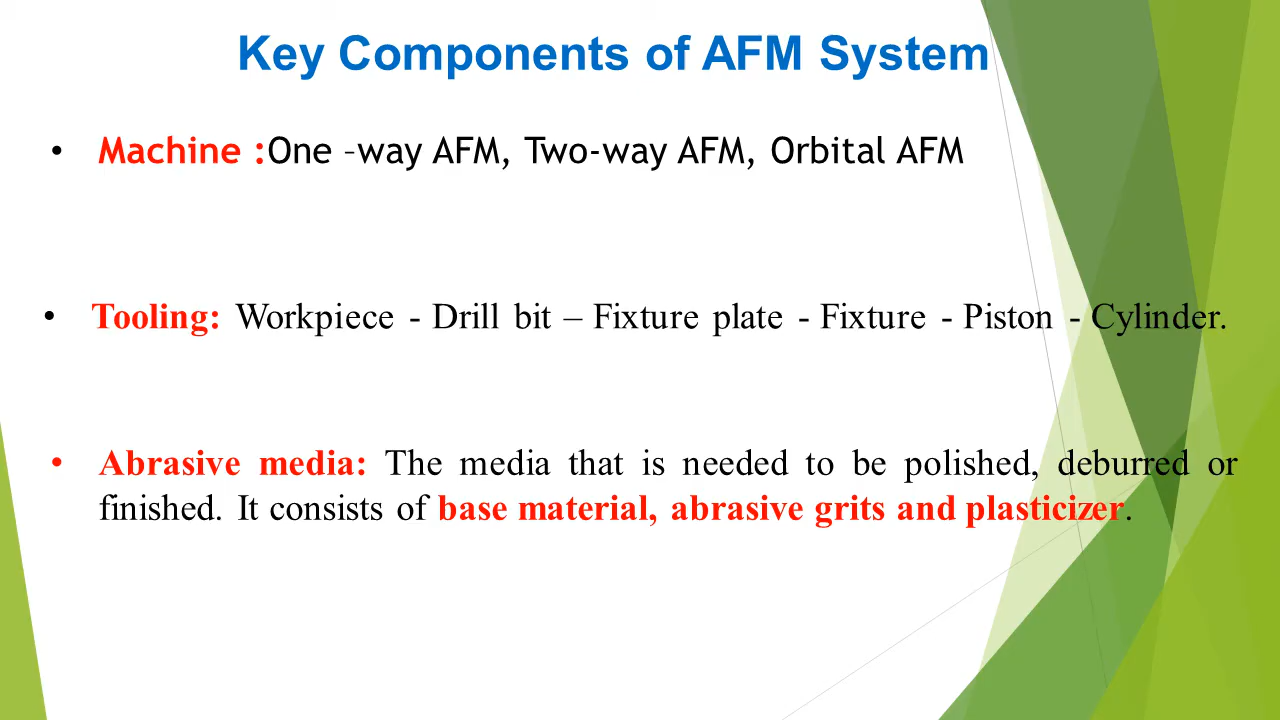 Key Components of AFM System
• Machine :One –way AFM, Two-way AFM, Orbital AFM
• Tooling: Workpiece - Drill bit – Fixture plate - Fixture - Piston - Cylinder.
• Abrasive media: The media that is needed to be polished, deburred or
finished. It consists of base material, abrasive grits and plasticizer.